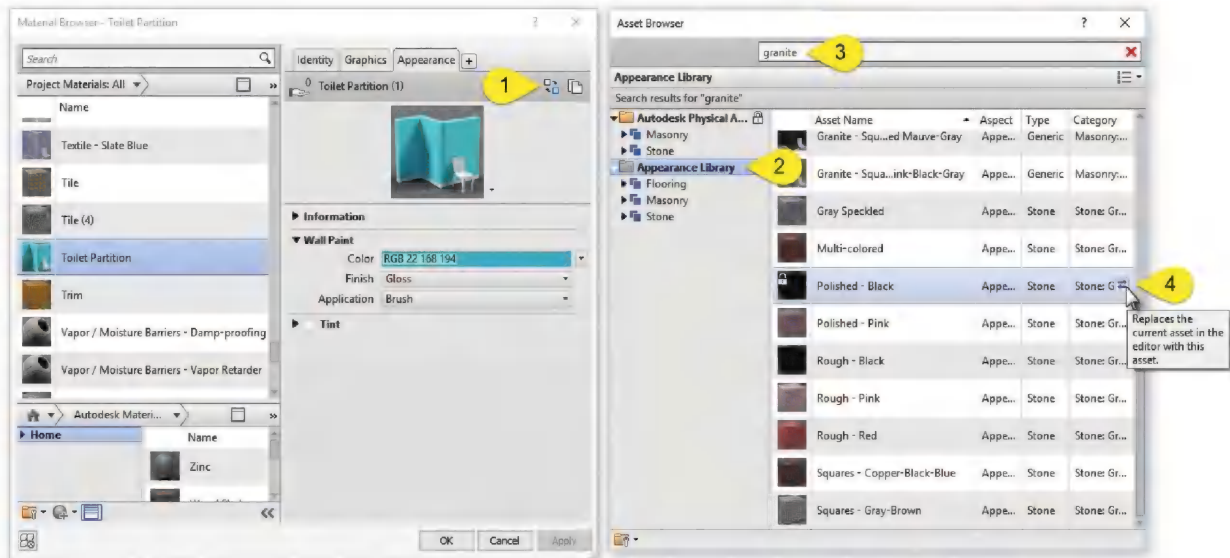 Material Browser - Toilet Partition
? ×
Search
Project Materials: All
»
Name
Textile - Slate Blue
Tile
Tile (4)
Toilet Partition
Trim
Vapor / Moisture Barriers - Damp-proofing
Vapor / Moisture Barriers - Vapor Retarder
Autodesk Materi...
»
Home
Name
Zinc
«
Identity Graphics Appearance +
0
Toilet Partition (1)
1
Information
Wall Paint
Color RGB 22 168 194
Finish Gloss
Application Brush
Tint
OK Cancel Apply
Asset Browser
? X
granite
3
Appearance Library
Search results for "granite"
Autodesk Physical A...
Masonry
Stone
Appearance Library
2
Flooring
Masonry
Stone
Asset Name Aspect Type Category
Granite - Squ...ed Mauve-Gray Appe... Generic Masonry:...
Granite - Squa...ink-Black-Gray Appe... Generic Masonry:...
Gray Speckled Appe... Stone Stone: Gr...
Multi-colored Appe... Stone Stone: Gr...
Polished - Black Appe... Stone Stone: G
4
Replaces the
current asset in the
editor with this
asset.
Polished - Pink Appe... Stone Stone: Gr...
Rough - Black Appe... Stone Stone: Gr...
Rough - Pink Appe... Stone Stone: Gr...
Rough - Red Appe... Stone Stone: Gr...
Squares - Copper-Black-Blue Appe... Stone Stone: Gr...
Squares - Gray-Brown Appe... Stone Stone: Gr...